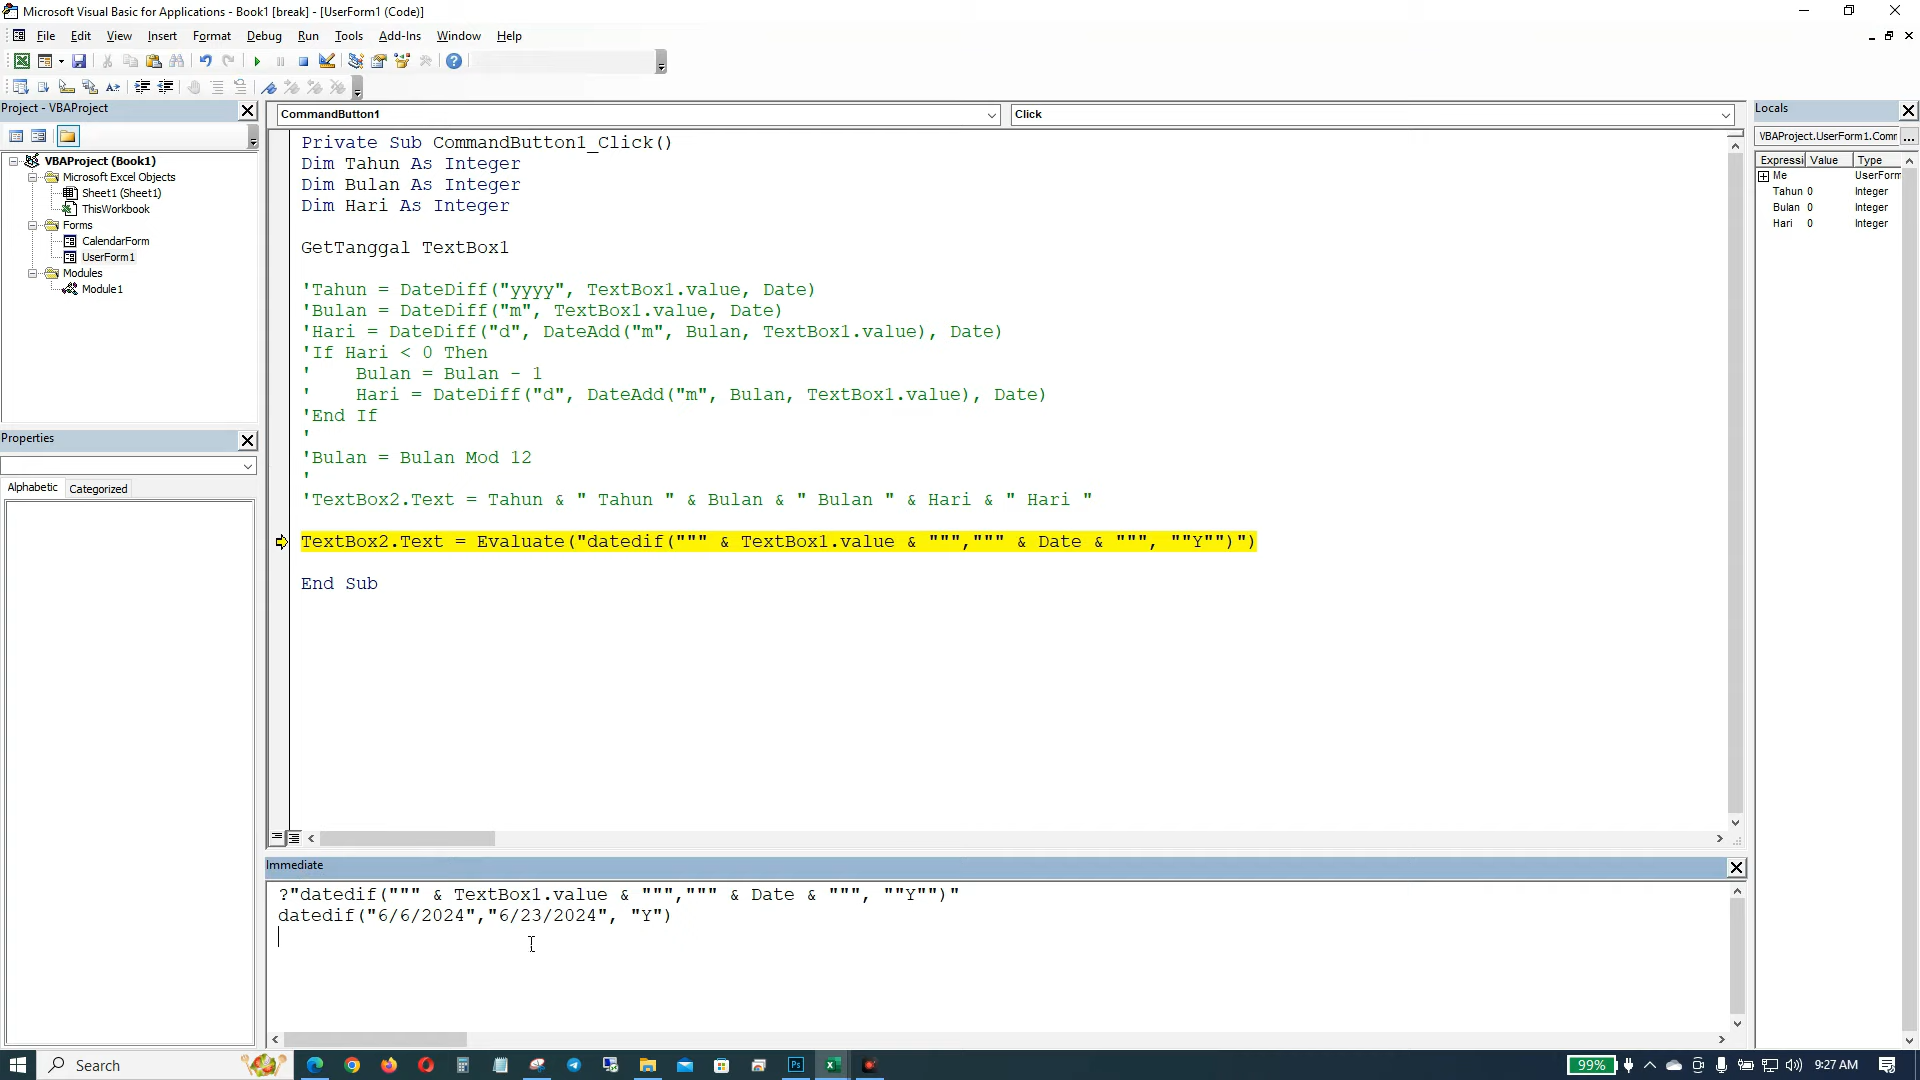 Microsoft Visual Basic for Applications - Book1 [break] - [UserForm1 (Code)]
File Edit View Insert Format Debug Run Tools Add-Ins Window Help
Project - VBAProject
VBAProject (Book1)
Microsoft Excel Objects
Sheet1 (Sheet1)
ThisWorkbook
Forms
CalendarForm
UserForm1
Modules
Module1
Properties
Alphabetic Categorized
CommandButton1 Click
Private Sub CommandButton1_Click()
Dim Tahun As Integer
Dim Bulan As Integer
Dim Hari As Integer
GetTanggal TextBox1
'Tahun = DateDiff("yyyy", TextBox1.value, Date)
'Bulan = DateDiff("m", TextBox1.value, Date)
'Hari = DateDiff("d", DateAdd("m", Bulan, TextBox1.value), Date)
'If Hari < 0 Then
'    Bulan = Bulan - 1
'    Hari = DateDiff("d", DateAdd("m", Bulan, TextBox1.value), Date)
'End If
'
'Bulan = Bulan Mod 12
'
'TextBox2.Text = Tahun & " Tahun " & Bulan & " Bulan " & Hari & " Hari "
TextBox2.Text = Evaluate("datedif(""" & TextBox1.value & """,""" & Date & """, ""Y"")")
End Sub
Immediate
?"datedif(""" & TextBox1.value & """,""" & Date & """, ""Y"")"
datedif("6/6/2024","6/23/2024", "Y")
Locals
VBAProject.UserForm1.Comr
...
Expressi Value Type
Me UserForm
Tahun 0 Integer
Bulan 0 Integer
Hari 0 Integer
Search
99%
9:27 AM